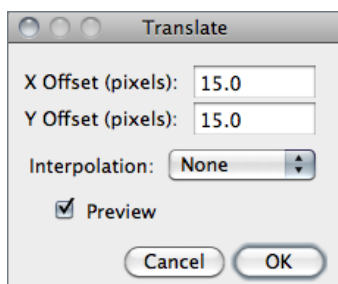 Translate
X Offset (pixels): 15.0
Y Offset (pixels): 15.0
Interpolation: None
Preview
Cancel OK